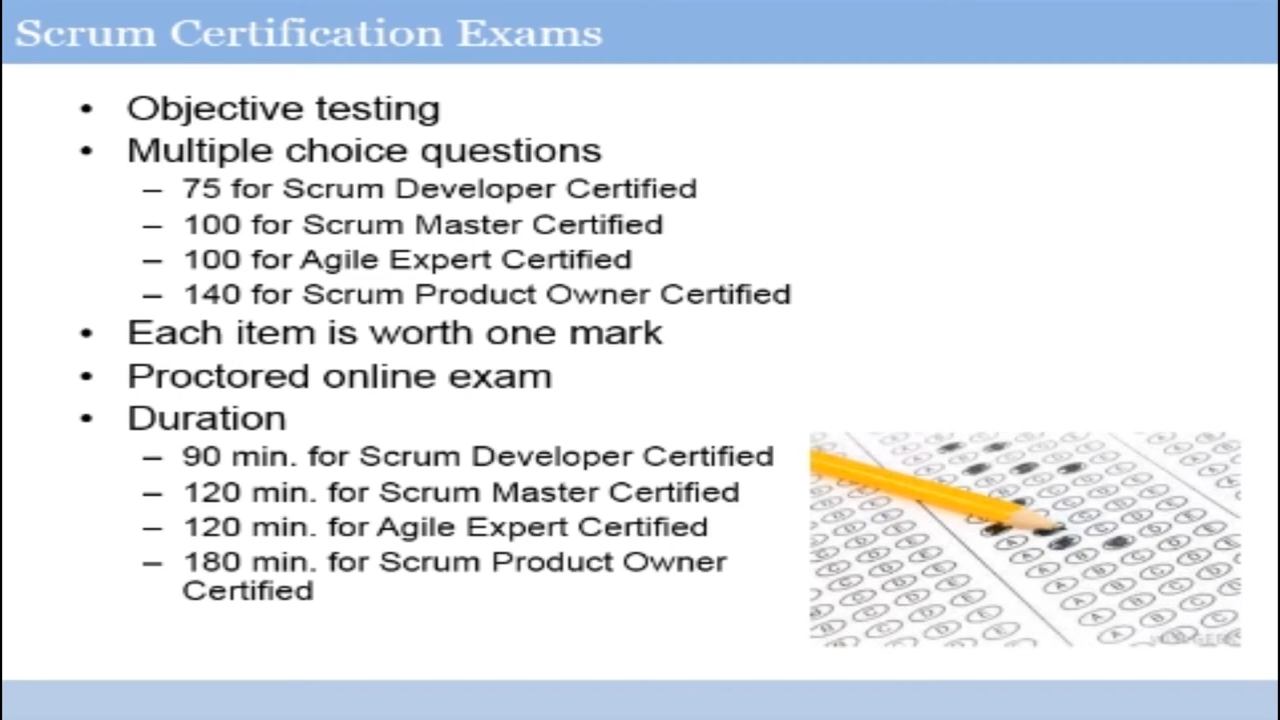 Scrum Certification Exams
• Objective testing
• Multiple choice questions
– 75 for Scrum Developer Certified
– 100 for Scrum Master Certified
– 100 for Agile Expert Certified
– 140 for Scrum Product Owner Certified
• Each item is worth one mark
• Proctored online exam
• Duration
– 90 min. for Scrum Developer Certified
– 120 min. for Scrum Master Certified
– 120 min. for Agile Expert Certified
– 180 min. for Scrum Product Owner
Certified